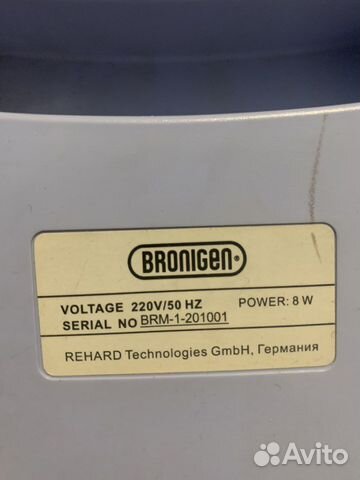 BRONIGEN®
VOLTAGE 220V/50 HZ POWER: 8 W
SERIAL NO BRM-1-201001
REHARD Technologies GmbH, Германия
Avito